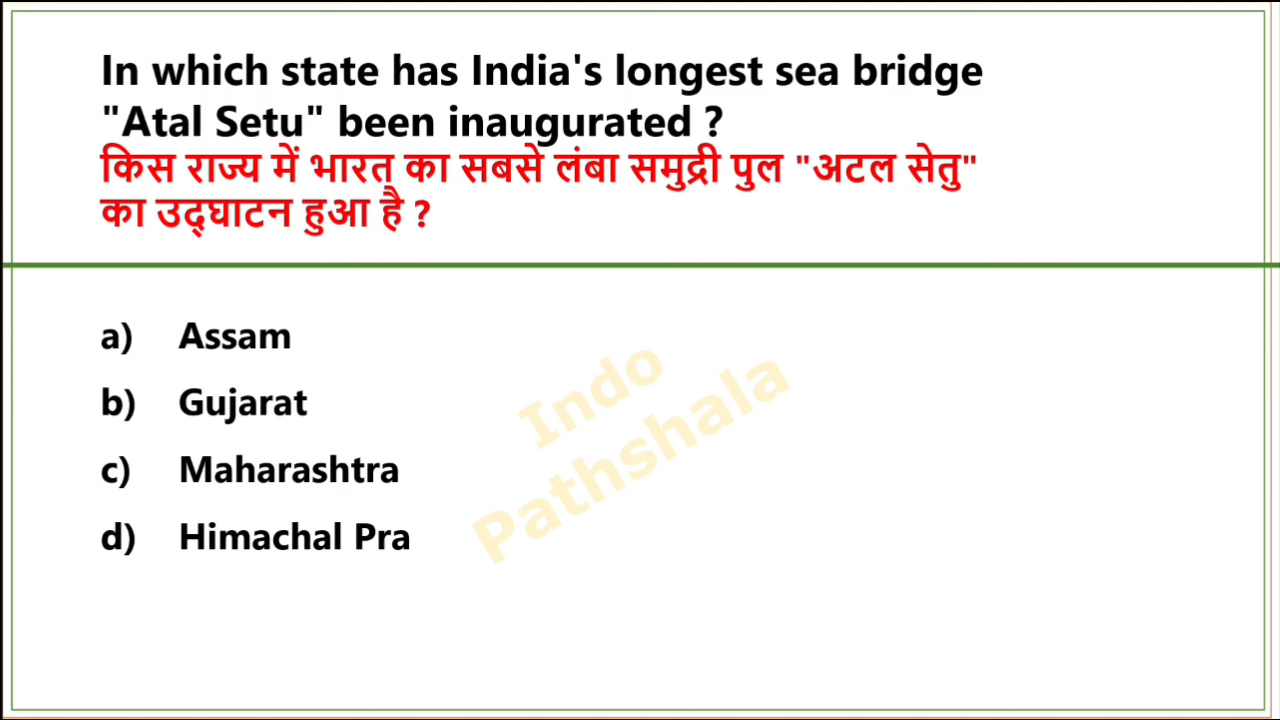 In which state has India's longest sea bridge
"Atal Setu" been inaugurated ?
किस राज्य में भारत का सबसे लंबा समुद्री पुल "अटल सेतु"
का उद्घाटन हुआ है ?
a) Assam
b) Gujarat
c) Maharashtra
d) Himachal Pra
Indo
Pathshala